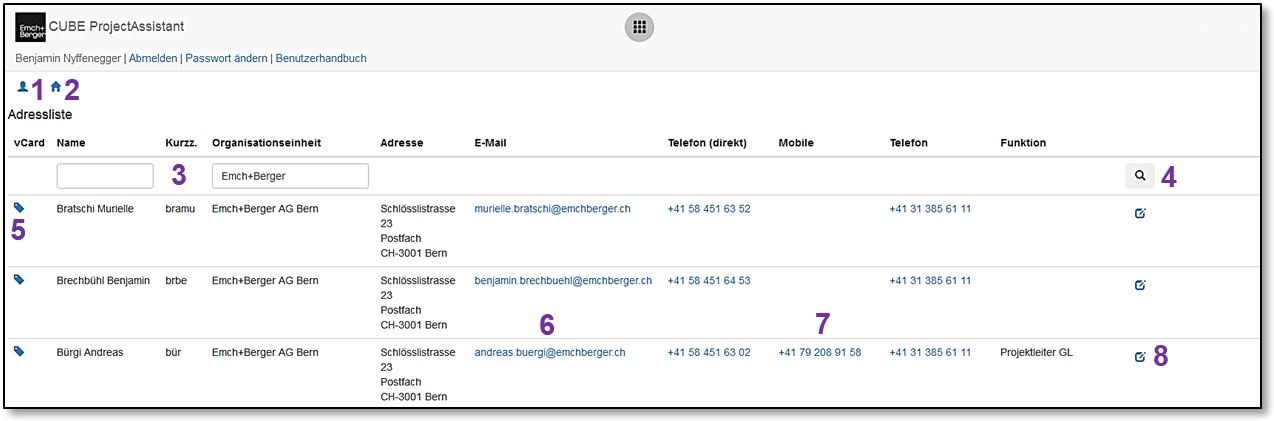 Emch+
Berger
CUBE ProjectAssistant
Benjamin Nyffenegger | Abmelden | Passwort ändern | Benutzerhandbuch
1 2
Adressliste
vCard Name Kurzz. Organisationseinheit Adresse E-Mail Telefon (direkt) Mobile Telefon Funktion
3 Emch+Berger 4
Bratschi Murielle bramu Emch+Berger AG Bern Schlösslistrasse murielle.bratschi@emchberger.ch +41 58 451 63 52 +41 31 385 61 11
5 23
Postfach
CH-3001 Bern
Brechbühl Benjamin brbe Emch+Berger AG Bern Schlösslistrasse benjamin.brechbuehl@emchberger.ch +41 58 451 64 53 +41 31 385 61 11
23
Postfach
CH-3001 Bern
6 7
Bürgi Andreas bür Emch+Berger AG Bern Schlösslistrasse andreas.buergi@emchberger.ch +41 58 451 63 02 +41 79 208 91 58 +41 31 385 61 11 Projektleiter GL 8
23
Postfach
CH-3001 Bern